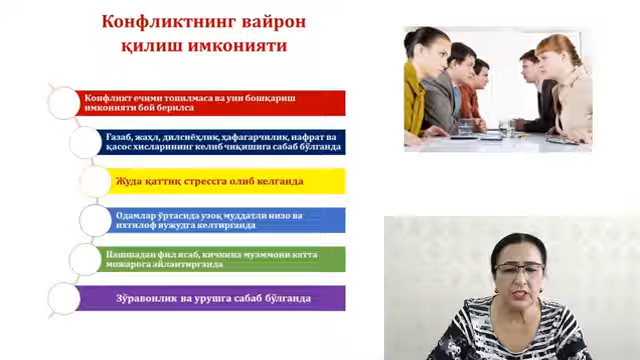 Конфликтнинг вайрон
қилиш имконияти
Конфликт ечими топилмаса ва уни бошқариш
имконияти бой берилса
Ғазаб, жаҳл, дилсиёҳлик, ҳафагарчилик, нафрат ва
қасос хисларининг келиб чиқишига сабаб бўлганда
Жуда қаттиқ стрессга олиб келганда
Одамлар ўртасида узоқ муддатли низо ва
ихтилоф вужудга келтирганда
Пашшадан фил ясаб, кичкина муаммони катта
можарога айлантирганда
Зўравонлик ва урушга сабаб бўлганда